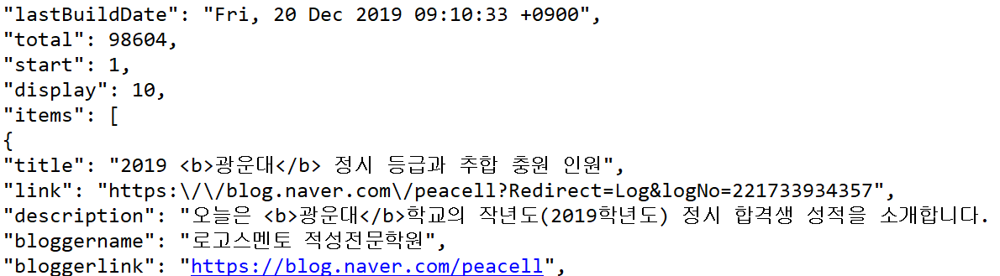 "lastBuildDate": "Fri, 20 Dec 2019 09:10:33 +0900",
"total": 98604,
"start": 1,
"display": 10,
"items": [
{
"title": "2019 <b>광운대</b> 정시 등급과 추합 충원 인원",
"link": "https:\/\/blog.naver.com\/peacell?Redirect=Log&logNo=221733934357",
"description": "오늘은 <b>광운대</b>학교의 작년도(2019학년도) 정시 합격생 성적을 소개합니다.
"bloggername": "로고스멘토 적성전문학원",
"bloggerlink": "https://blog.naver.com/peacell",